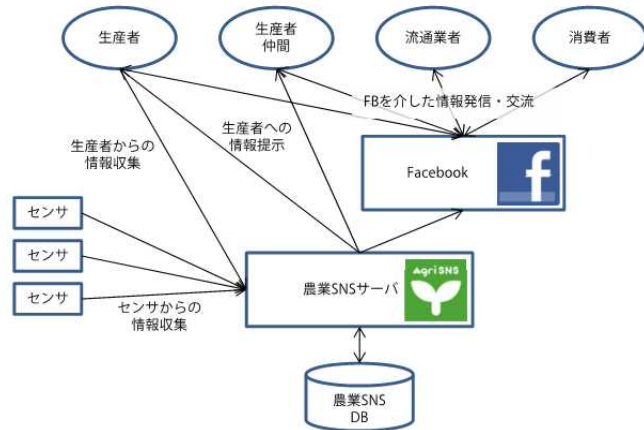 生産者
生産者
仲間
流通業者
消費者
FBを介した情報発信・交流
生産者からの
情報収集
生産者への
情報提示
Facebook
f
センサ
センサ
センサ
センサからの
情報収集
農業SNSサーバ
Agri SNS
農業SNS
DB